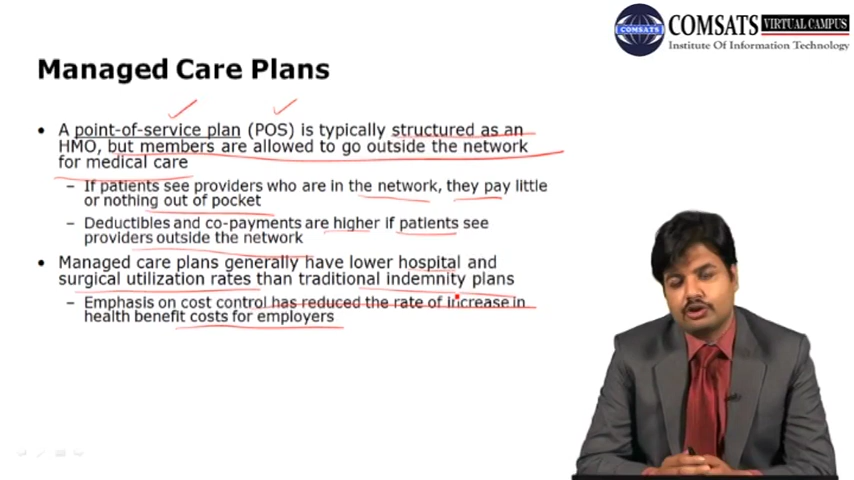 COMSATS VIRTUAL CAMPUS
COMSATS
Institute Of Information Technology
Managed Care Plans
• A point-of-service plan (POS) is typically structured as an
HMO, but members are allowed to go outside the network
for medical care
– If patients see providers who are in the network, they pay little
or nothing out of pocket
– Deductibles and co-payments are higher if patients see
providers outside the network
• Managed care plans generally have lower hospital and
surgical utilization rates than traditional indemnity plans
– Emphasis on cost control has reduced the rate of increase in
health benefit costs for employers